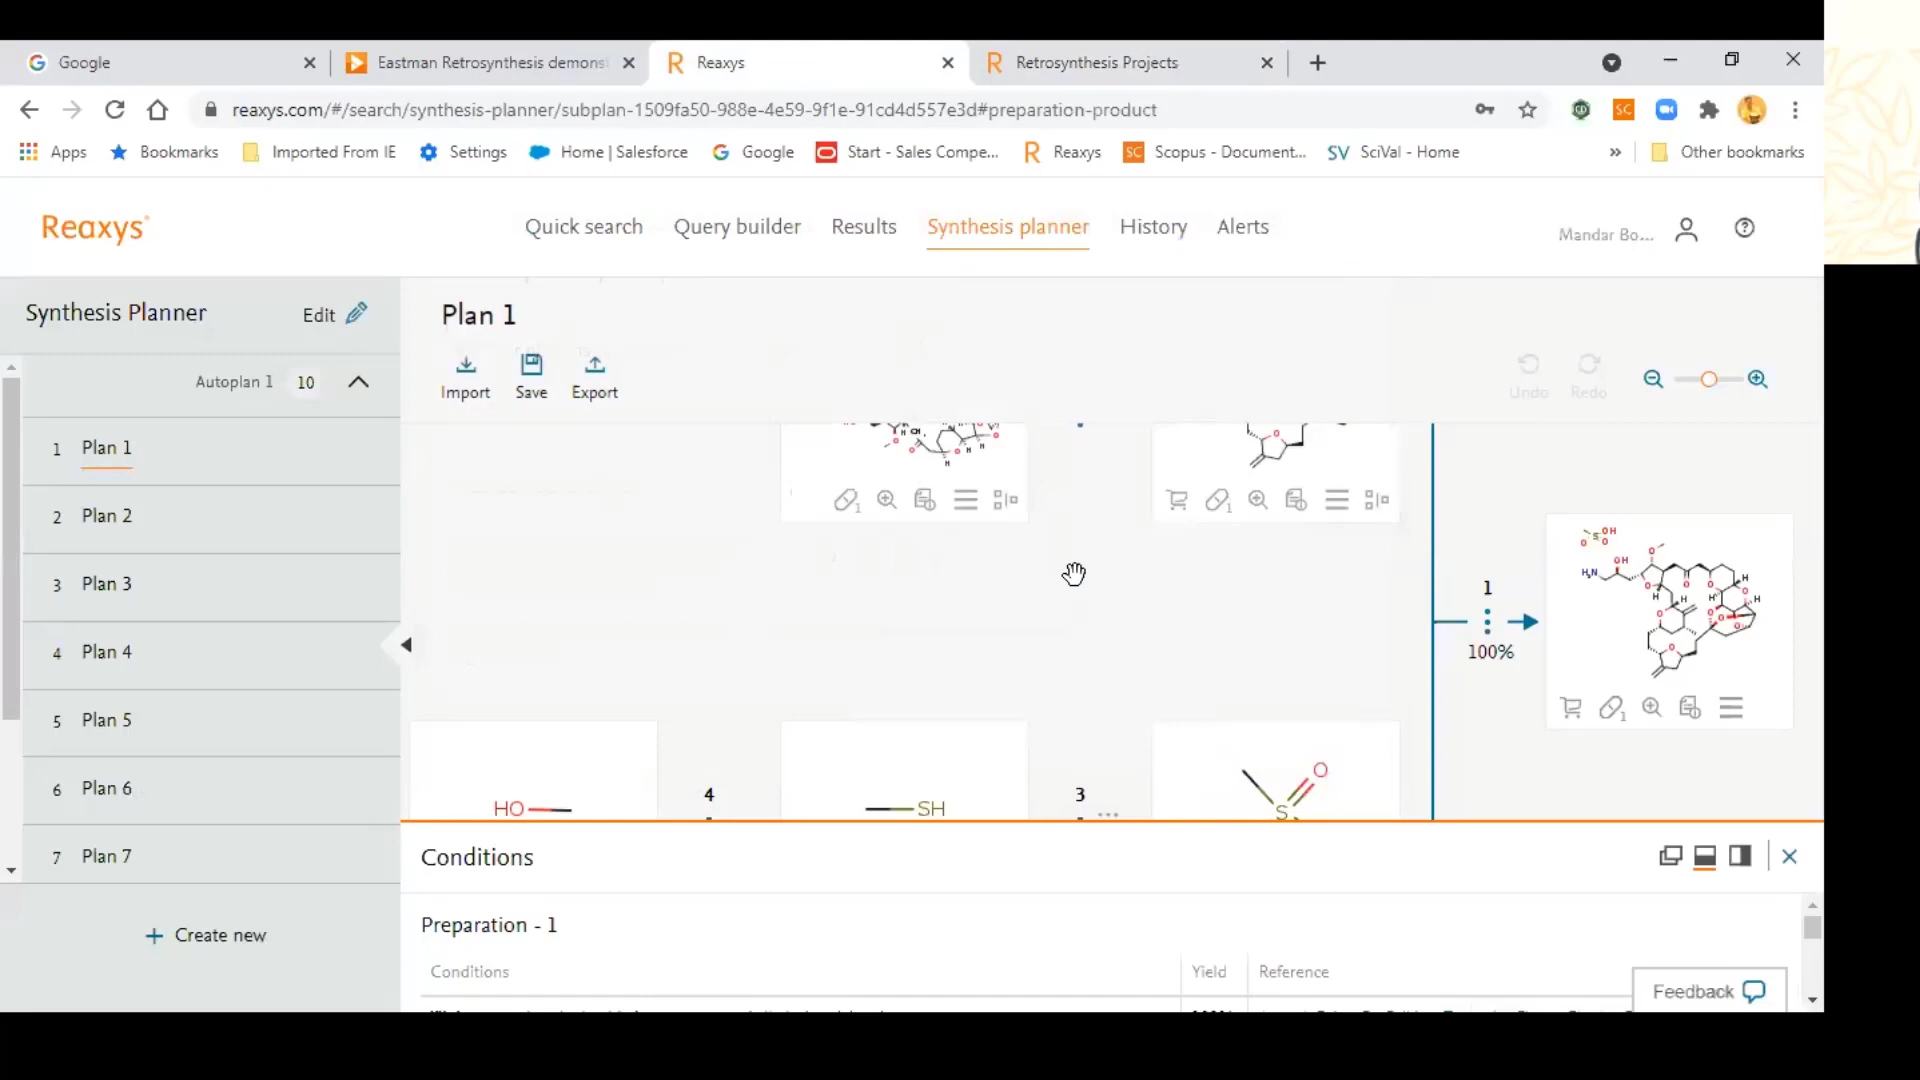 Google
Eastman Retrosynthesis demons
Reaxys
Retrosynthesis Projects
reaxys.com/#/search/synthesis-planner/subplan-1509fa50-988e-4e59-9f1e-91cd4d557e3d#preparation-product
Apps
Bookmarks
Imported From IE
Settings
Home | Salesforce
Google
Start - Sales Compe...
Reaxys
Scopus - Document...
SciVal - Home
Other bookmarks
Reaxys
Quick search
Query builder
Results
Synthesis planner
History
Alerts
Mandar Bo...
Synthesis Planner
Edit
Autoplan 1
10
1 Plan 1
2 Plan 2
3 Plan 3
4 Plan 4
5 Plan 5
6 Plan 6
7 Plan 7
+ Create new
Plan 1
Import
Save
Export
Undo
Redo
1
100%
HO
4
SH
3
O
S
Conditions
Preparation - 1
Conditions
Yield
Reference
Feedback